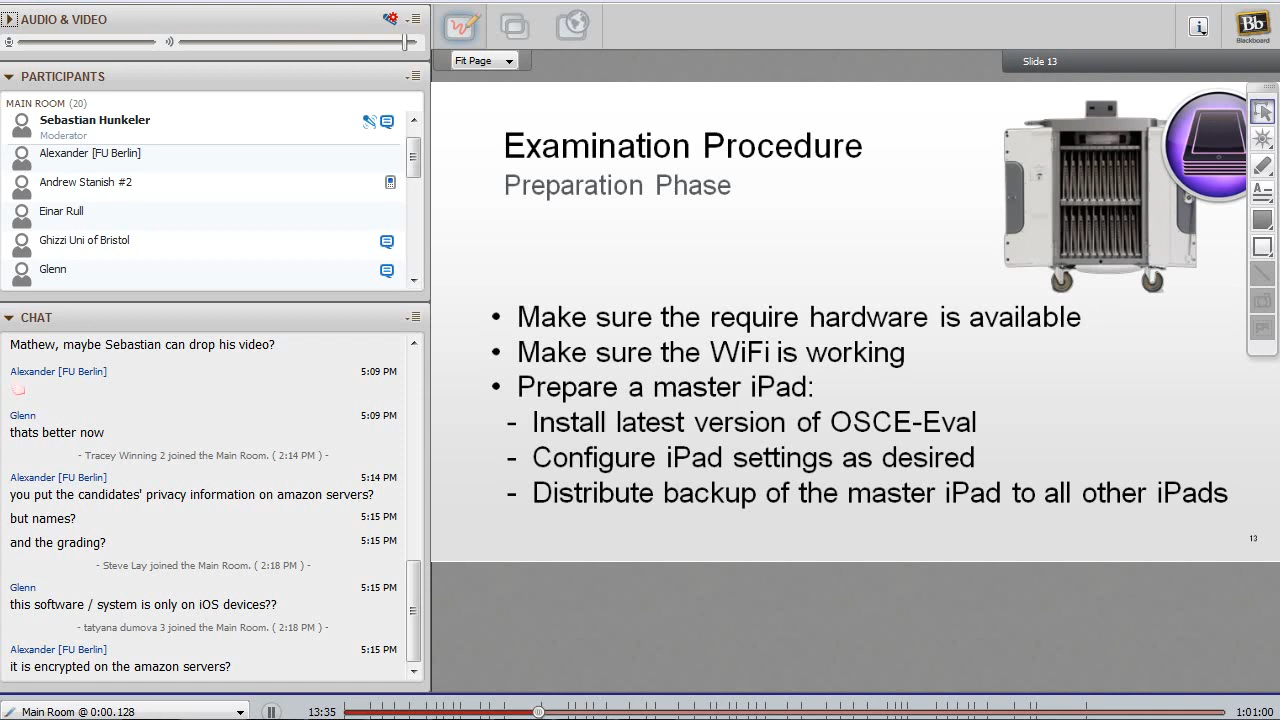 AUDIO & VIDEO
PARTICIPANTS
MAIN ROOM (20)
Sebastian Hunkeler
Moderator
Alexander [FU Berlin]
Andrew Stanish #2
Einar Rull
Ghizzi Uni of Bristol
Glenn
CHAT
Mathew, maybe Sebastian can drop his video?
Alexander [FU Berlin] 5:09 PM
Glenn 5:09 PM
thats better now
- Tracey Winning 2 joined the Main Room. ( 2:14 PM ) -
Alexander [FU Berlin] 5:14 PM
you put the candidates' privacy information on amazon servers?
but names? 5:15 PM
and the grading? 5:15 PM
- Steve Lay joined the Main Room. ( 2:18 PM ) -
Glenn 5:15 PM
this software / system is only on iOS devices??
- tatyana dumova 3 joined the Main Room. ( 2:18 PM ) -
Alexander [FU Berlin] 5:15 PM
it is encrypted on the amazon servers?
Main Room @ 0:00.128
13:35
1:01:00
Fit Page
Slide 13
i
Bb
Blackboard
A
Examination Procedure
Preparation Phase
• Make sure the require hardware is available
• Make sure the WiFi is working
• Prepare a master iPad:
- Install latest version of OSCE-Eval
- Configure iPad settings as desired
- Distribute backup of the master iPad to all other iPads
13